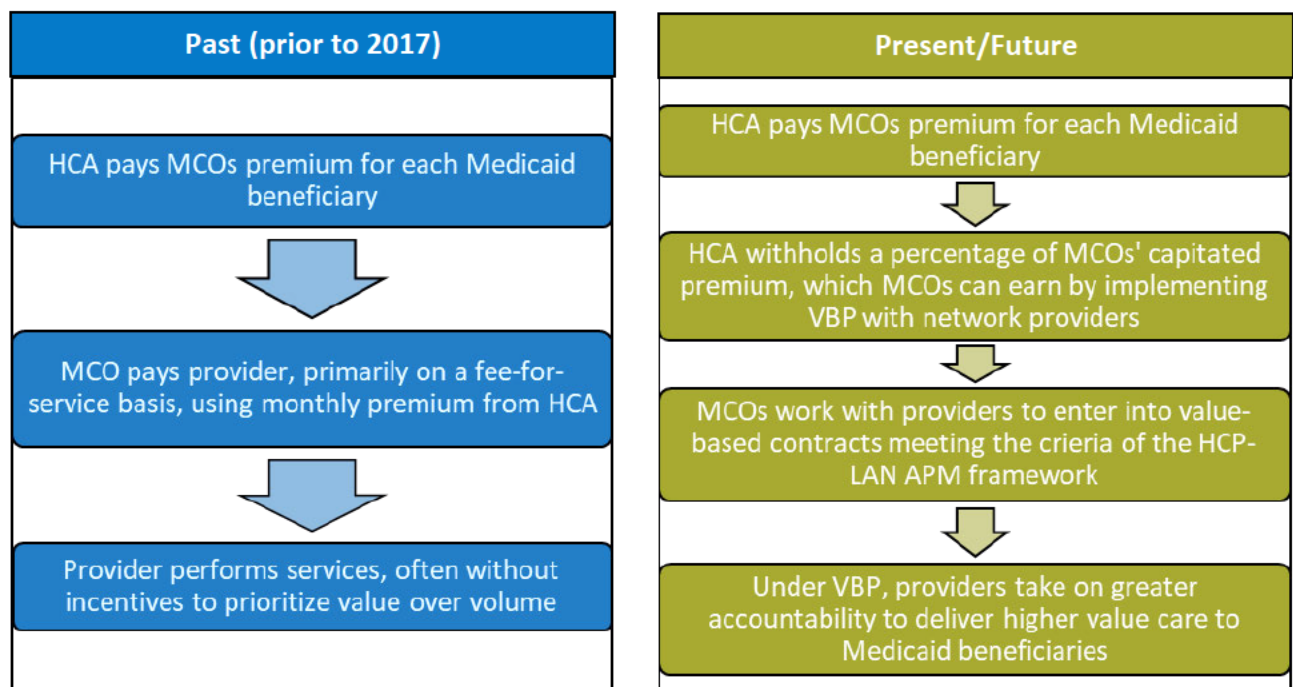 Past (prior to 2017)
HCA pays MCOs premium for each Medicaid
beneficiary
MCO pays provider, primarily on a fee-for-
service basis, using monthly premium from HCA
Provider performs services, often without
incentives to prioritize value over volume
Present/Future
HCA pays MCOs premium for each Medicaid
beneficiary
HCA withholds a percentage of MCOs' capitated
premium, which MCOs can earn by implementing
VBP with network providers
MCOs work with providers to enter into value-
based contracts meeting the crieria of the HCP-
LAN APM framework
Under VBP, providers take on greater
accountability to deliver higher value care to
Medicaid beneficiaries